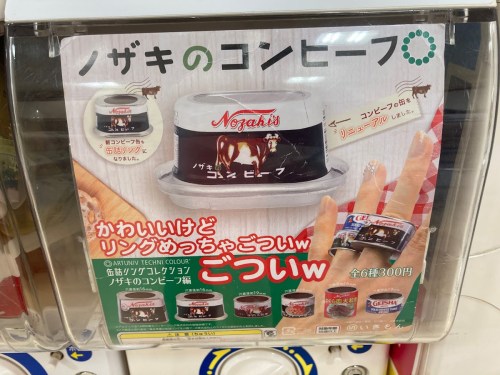 ノザキのコンビーフ
Nozaki's
新コンビーフ缶も
缶詰リングに
なりました。
コンビーフの缶を
リニューアルしました。
Nozaki's
ノザキ
コンビーフ
かわいいけど
リングめっちゃごついw
ごついw
ARTUNIV TECHNI COLOUR
缶詰リングコレクション
ノザキのコンビーフ編
全6種300円
GEISHA